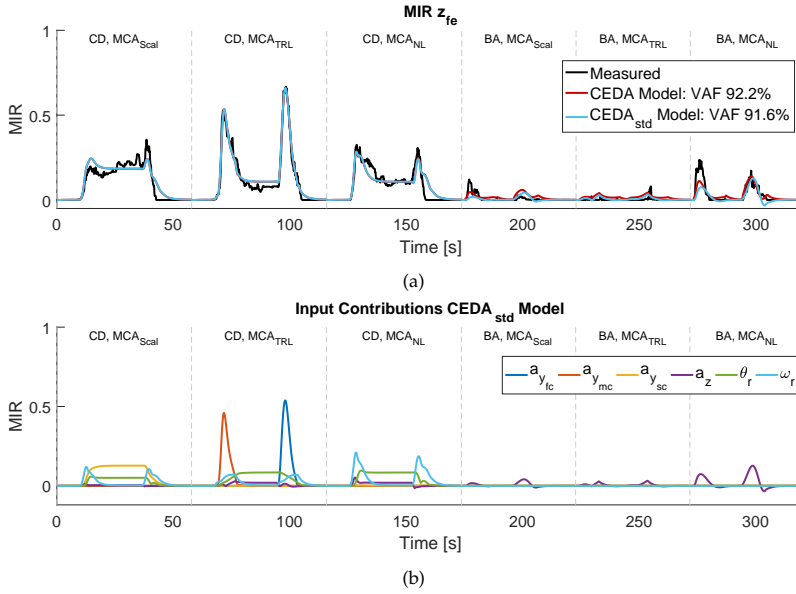 MIR z_fe
CD, MCA_Scal CD, MCA_TRL CD, MCA_NL BA, MCA_Scal BA, MCA_TRL BA, MCA_NL
Measured
CEDA Model: VAF 92.2%
CEDA_std Model: VAF 91.6%
1
0.5
0
MIR
0 50 100 150 200 250 300
Time [s]
(a)
Input Contributions CEDA_std Model
CD, MCA_Scal CD, MCA_TRL CD, MCA_NL BA, MCA_Scal BA, MCA_TRL BA, MCA_NL
a_y_fc a_y_mc a_y_sc a_z θ_r ω_r
1
0.5
0
MIR
0 50 100 150 200 250 300
Time [s]
(b)